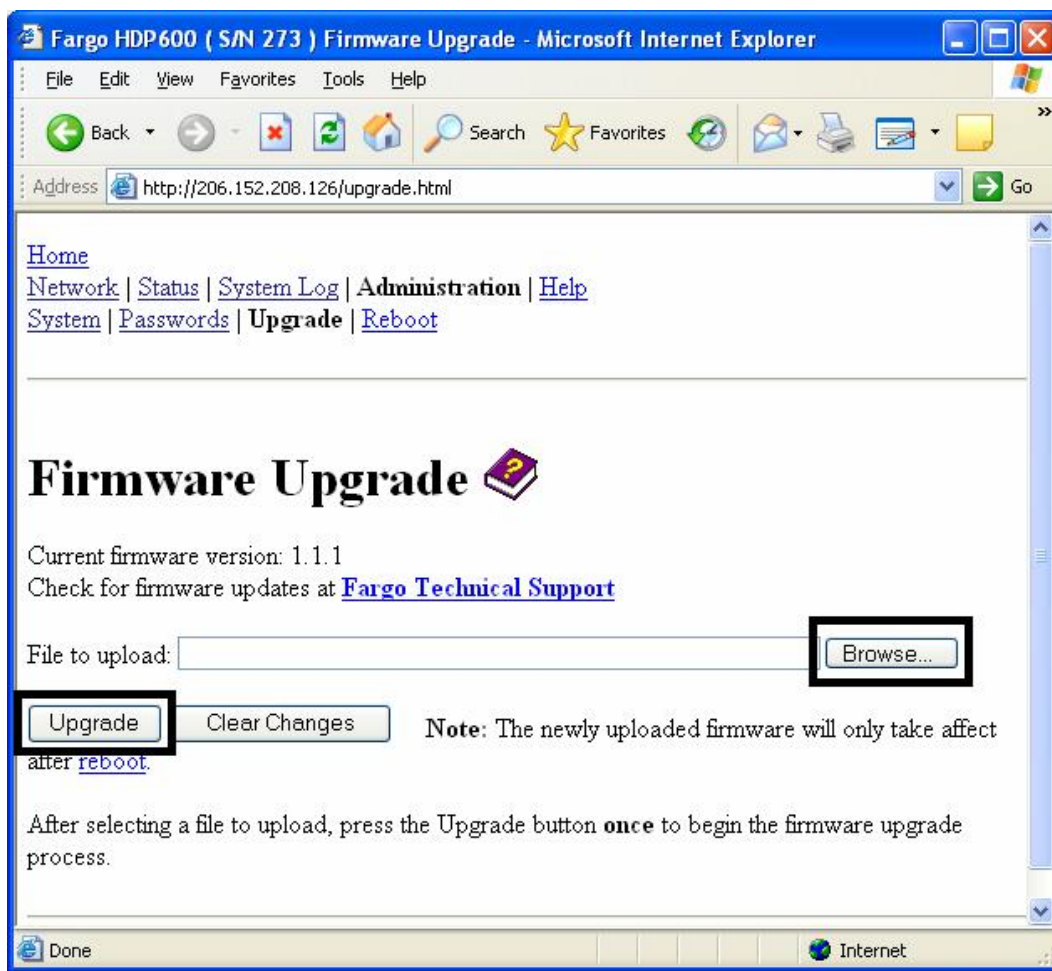 Fargo HDP600 ( S/N 273 ) Firmware Upgrade - Microsoft Internet Explorer
File Edit View Favorites Tools Help
Back Search Favorites »
Address http://206.152.208.126/upgrade.html Go
Home
Network | Status | System Log | Administration | Help
System | Passwords | Upgrade | Reboot
Firmware Upgrade ?
Current firmware version: 1.1.1
Check for firmware updates at Fargo Technical Support
File to upload: Browse...
Upgrade Clear Changes Note: The newly uploaded firmware will only take affect
after reboot.
After selecting a file to upload, press the Upgrade button once to begin the firmware upgrade
process.
Done Internet